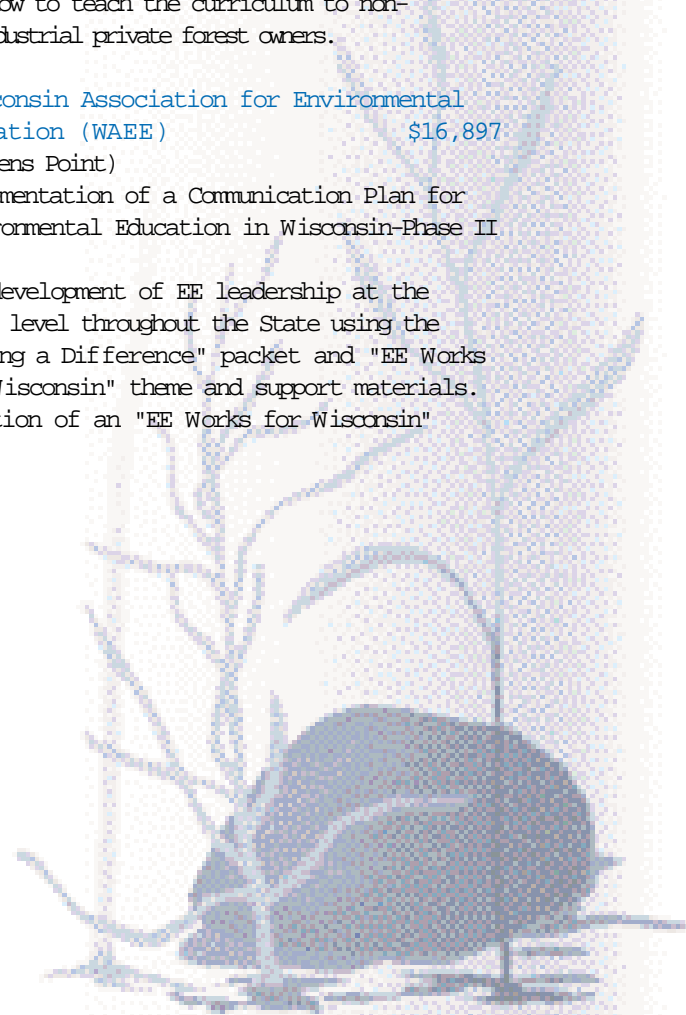 ow to teach the curriculum to non-
dustrial private forest owners.
consin Association for Environmental
ation (WAEE) $16,897
ens Point)
mentation of a Communication Plan for
ronmental Education in Wisconsin-Phase II
development of EE leadership at the
level throughout the State using the
ng a Difference" packet and "EE Works
Wisconsin" theme and support materials.
tion of an "EE Works for Wisconsin"